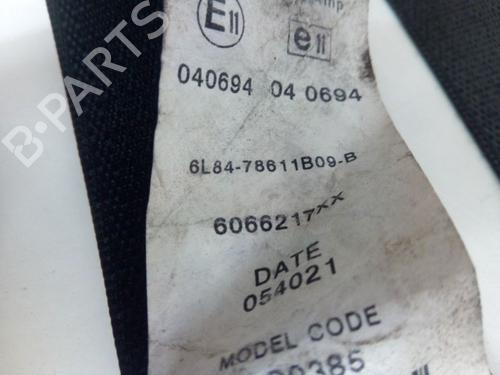 E11 e11
040694 04 0694
6L84-78611B09-B
6066217XX
DATE
054021
MODEL CODE
B-PARTS